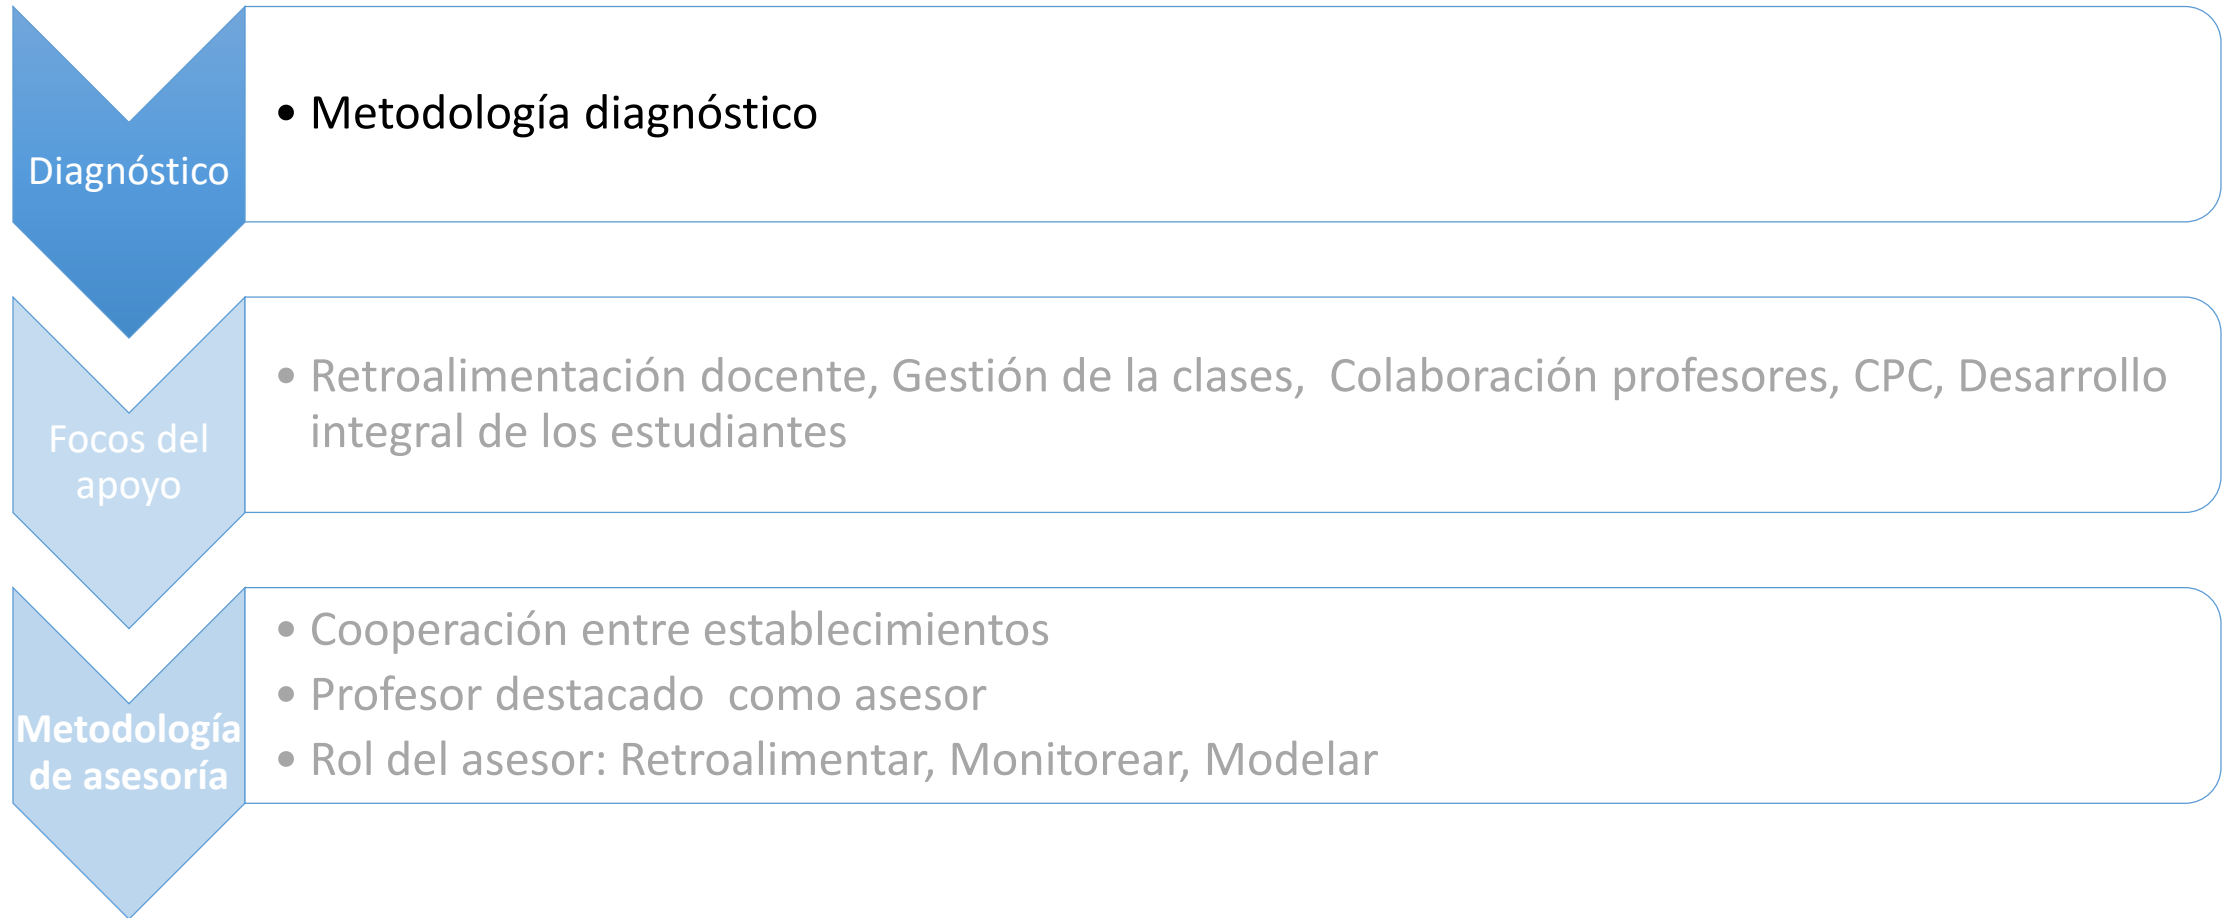 Diagnóstico
• Metodología diagnóstico
Focos del
apoyo
• Retroalimentación docente, Gestión de la clases,  Colaboración profesores, CPC, Desarrollo
integral de los estudiantes
Metodología
de asesoría
• Cooperación entre establecimientos
• Profesor destacado  como asesor
• Rol del asesor: Retroalimentar, Monitorear, Modelar